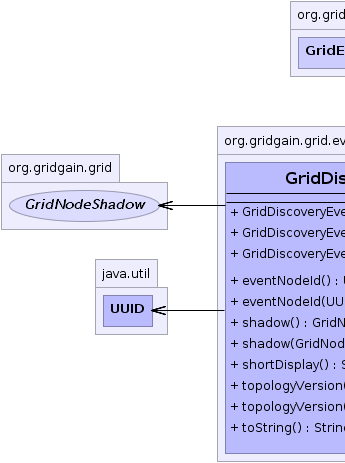 org.grid
GridE
org.gridgain.grid.ev
GridDis
org.gridgain.grid
GridNodeShadow
+ GridDiscoveryEve
+ GridDiscoveryEve
+ GridDiscoveryEve
java.util
UUID
+ eventNodeId() : U
+ eventNodeId(UU
+ shadow() : GridN
+ shadow(GridNod
+ shortDisplay() : S
+ topologyVersion(
+ topologyVersion(
+ toString() : String